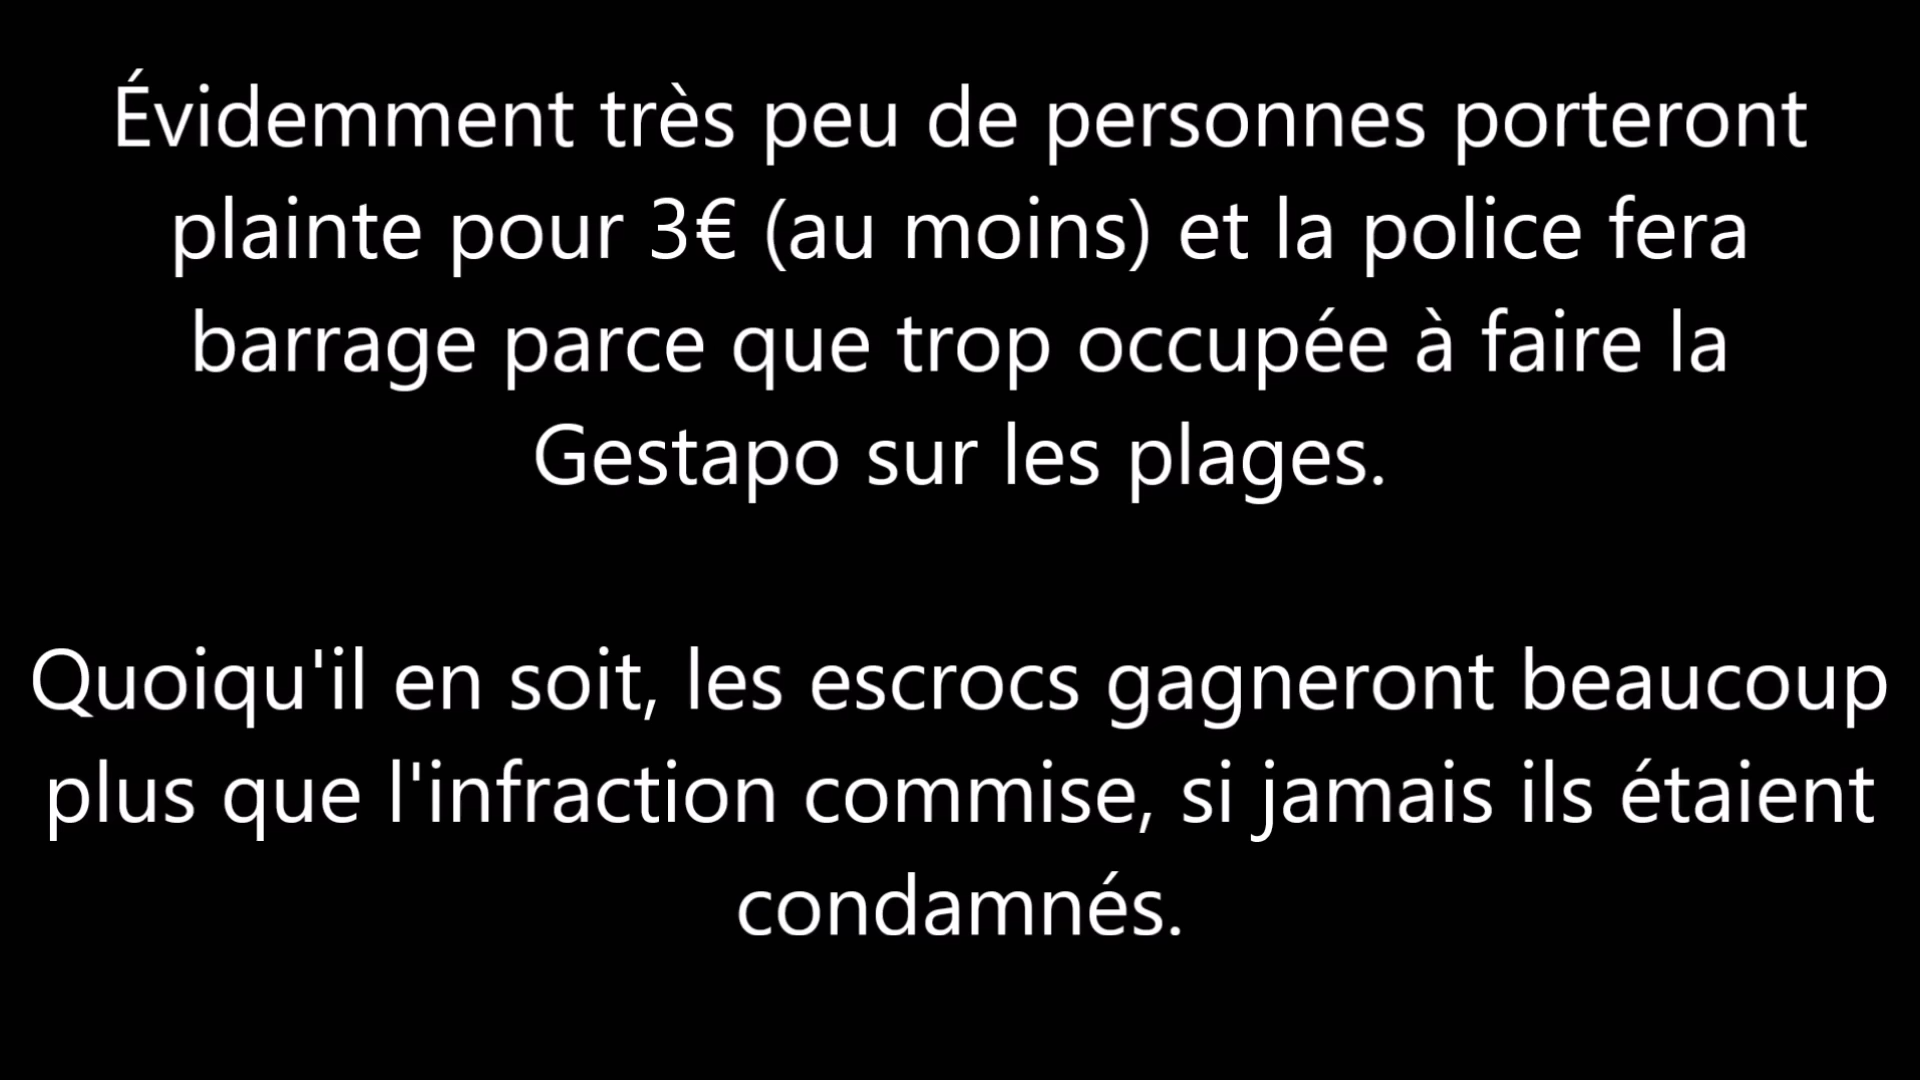 Évidemment très peu de personnes porteront
plainte pour 3€ (au moins) et la police fera
barrage parce que trop occupée à faire la
Gestapo sur les plages.
Quoiqu'il en soit, les escrocs gagneront beaucoup
plus que l'infraction commise, si jamais ils étaient
condamnés.